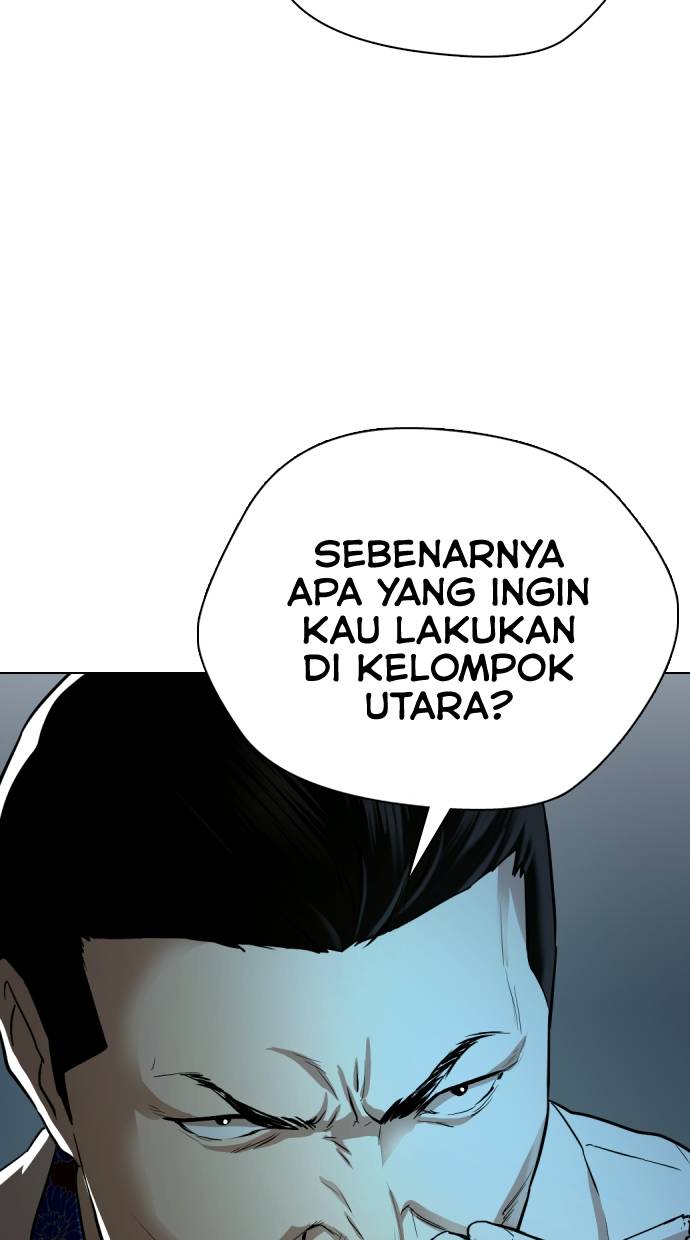 SEBENARNYA
APA YANG INGIN
KAU LAKUKAN
DI KELOMPOK
UTARA?